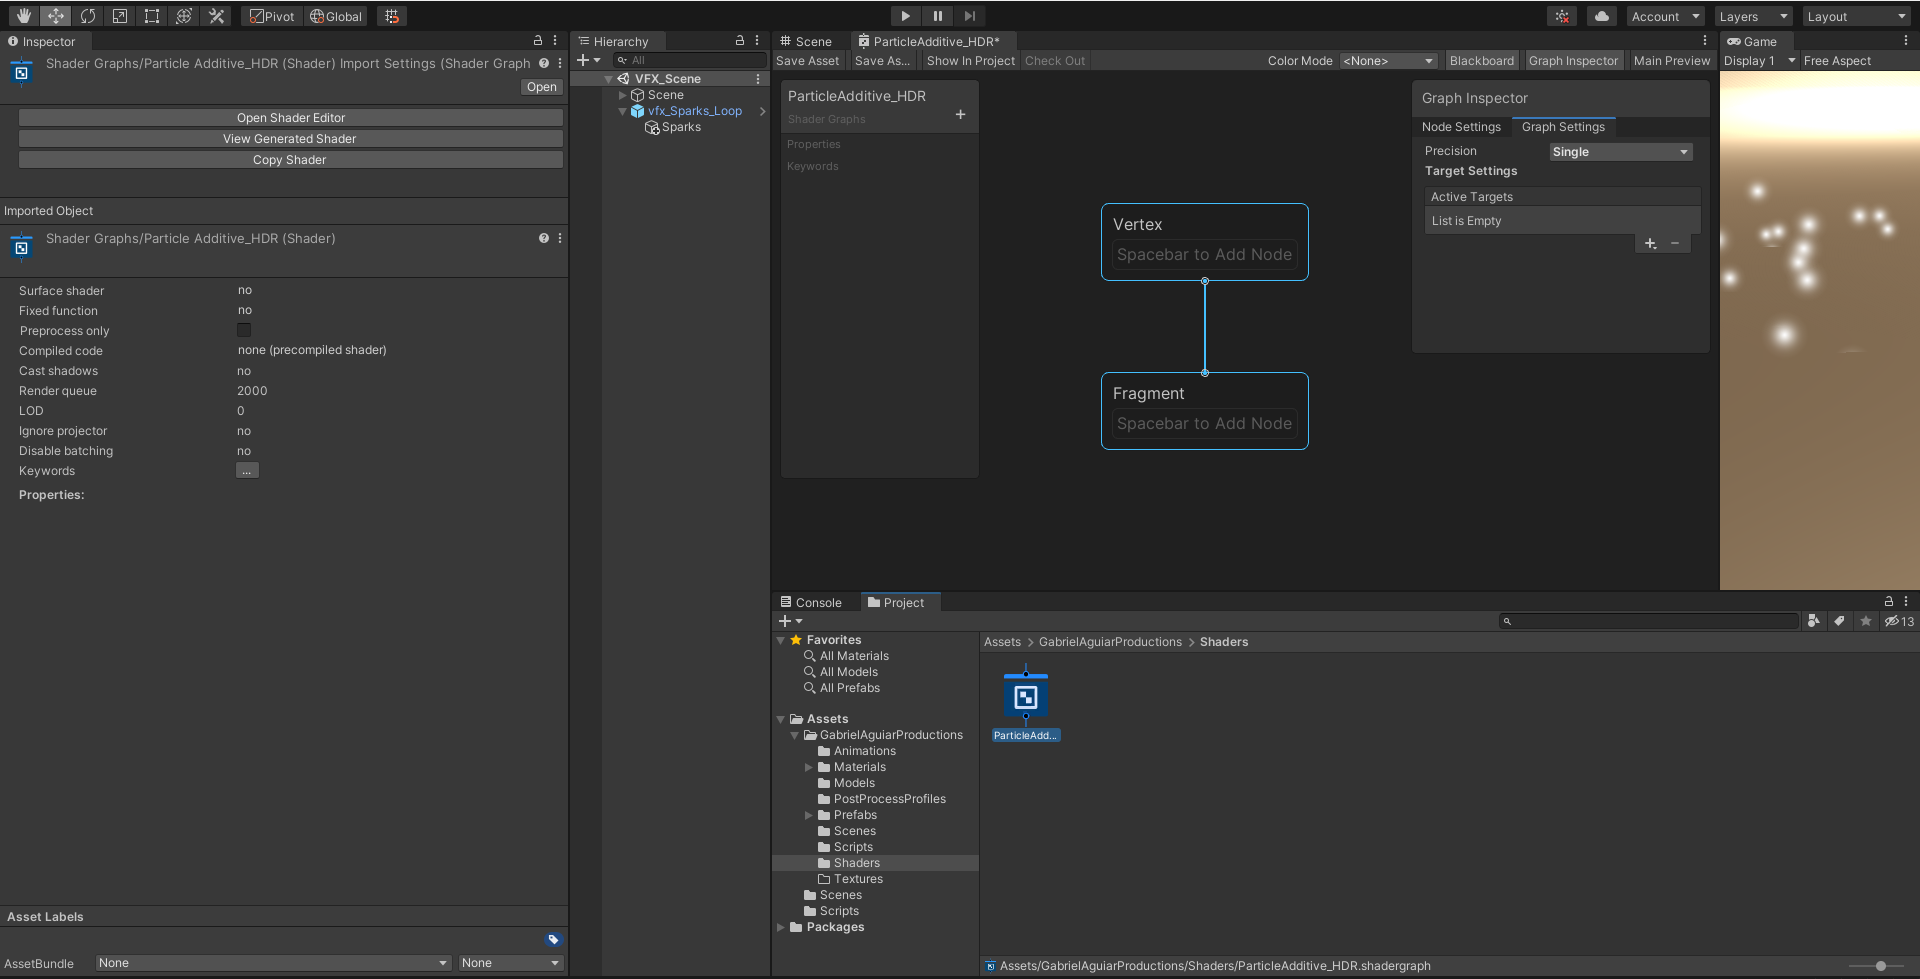 Pivot
Global
Account
Layers
Layout
Inspector
Shader Graphs/Particle Additive_HDR (Shader) Import Settings (Shader Graph
Open
Open Shader Editor
View Generated Shader
Copy Shader
Imported Object
Shader Graphs/Particle Additive_HDR (Shader)
Surface shader no
Fixed function no
Preprocess only
Compiled code none (precompiled shader)
Cast shadows no
Render queue 2000
LOD 0
Ignore projector no
Disable batching no
Keywords ...
Properties:
Asset Labels
AssetBundle None None
Hierarchy
All
VFX_Scene
Scene
vfx_Sparks_Loop
Sparks
Scene ParticleAdditive_HDR*
Save Asset Save As... Show In Project Check Out Color Mode <None> Blackboard Graph Inspector Main Preview
ParticleAdditive_HDR
Shader Graphs
Properties
Keywords
Vertex
Spacebar to Add Node
Fragment
Spacebar to Add Node
Graph Inspector
Node Settings Graph Settings
Precision Single
Target Settings
Active Targets
List is Empty
Game
Display 1 Free Aspect
Console Project
13
Favorites
All Materials
All Models
All Prefabs
Assets
GabrielAguiarProductions
Animations
Materials
Models
PostProcessProfiles
Prefabs
Scenes
Scripts
Shaders
Textures
Scenes
Scripts
Packages
Assets > GabrielAguiarProductions > Shaders
ParticleAdd...
Assets/GabrielAguiarProductions/Shaders/ParticleAdditive_HDR.shadergraph